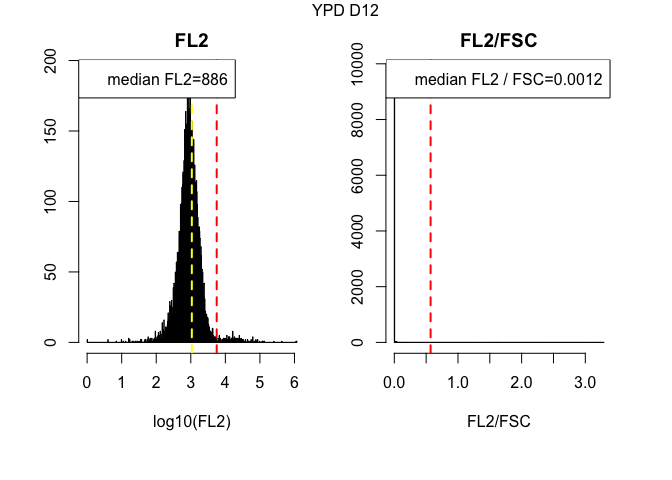 YPD D12
FL2
median FL2=886
0
50
100
150
200
0 1 2 3 4 5 6
log10(FL2)
FL2/FSC
median FL2 / FSC=0.0012
0
2000
4000
6000
8000
10000
0.0 1.0 2.0 3.0
FL2/FSC